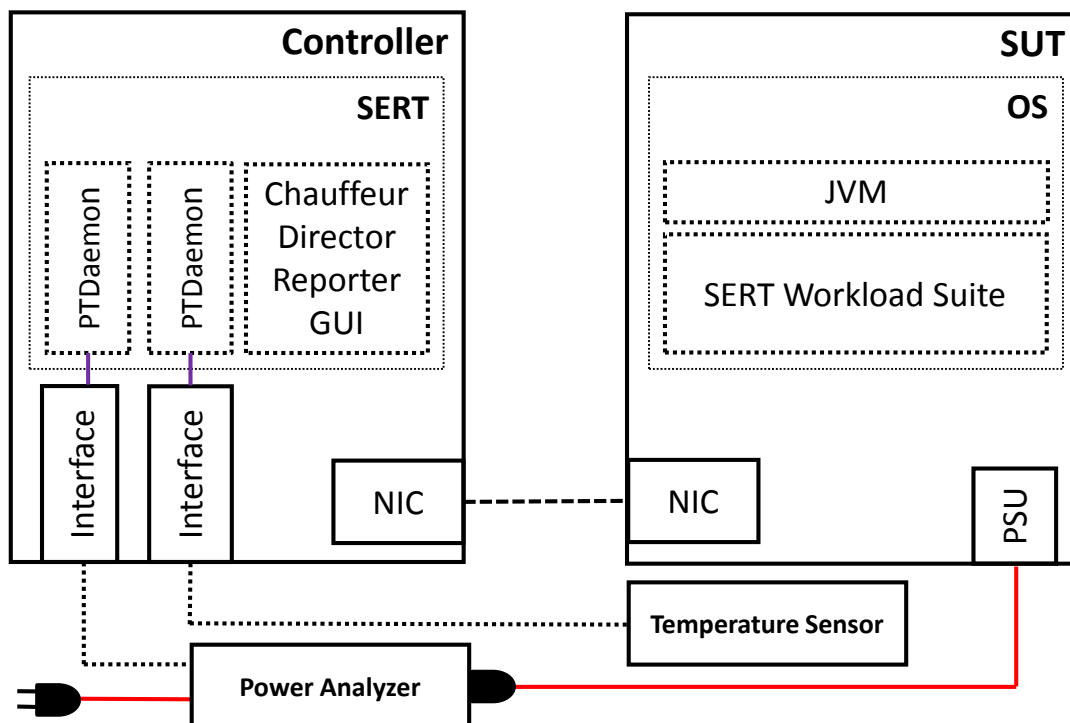 Controller
SERT
PTDaemon
PTDaemon
Chauffeur
Director
Reporter
GUI
Interface
Interface
NIC
SUT
OS
JVM
SERT Workload Suite
NIC
PSU
Temperature Sensor
Power Analyzer